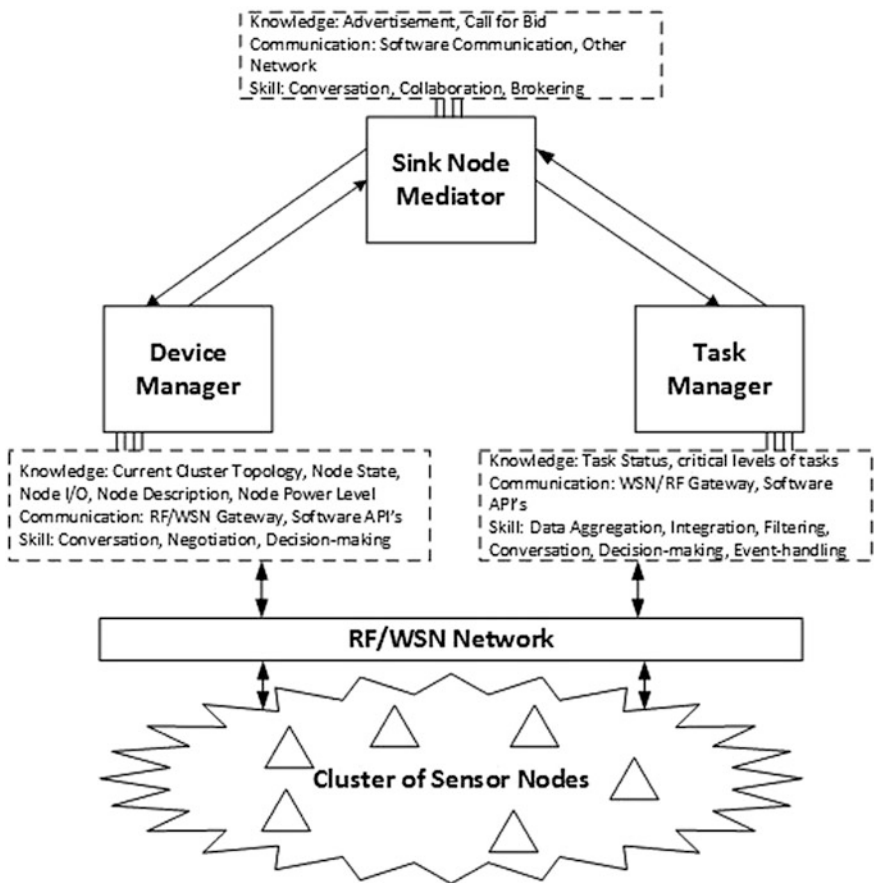 Knowledge: Advertisement, Call for Bid
Communication: Software Communication, Other
Network
Skill: Conversation, Collaboration, Brokering
Sink Node
Mediator
Device
Manager
Task
Manager
Knowledge: Current Cluster Topology, Node State,
Node I/O, Node Description, Node Power Level
Communication: RF/WSN Gateway, Software API's
Skill: Conversation, Negotiation, Decision-making
Knowledge: Task Status, critical levels of tasks
Communication: WSN/RF Gateway, Software
API's
Skill: Data Aggregation, Integration, Filtering,
Conversation, Decision-making, Event-handling
RF/WSN Network
Cluster of Sensor Nodes